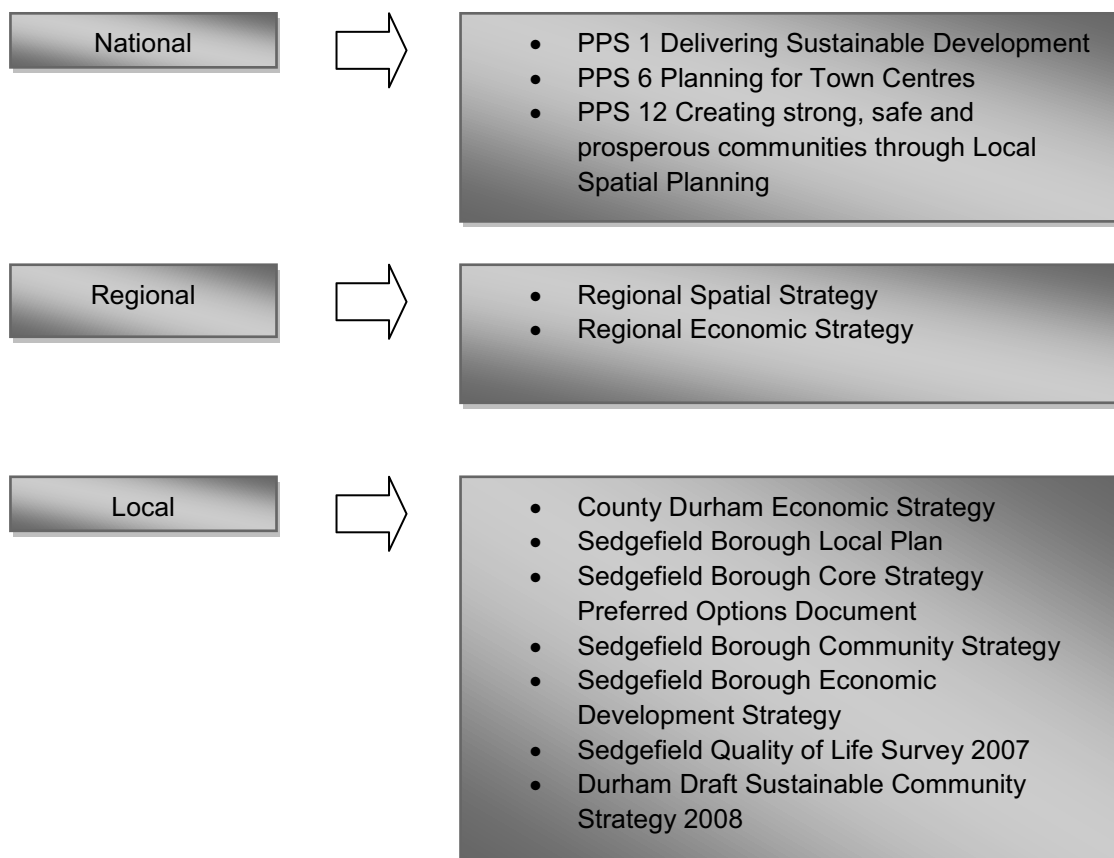 National
• PPS 1 Delivering Sustainable Development
• PPS 6 Planning for Town Centres
• PPS 12 Creating strong, safe and
prosperous communities through Local
Spatial Planning
Regional
• Regional Spatial Strategy
• Regional Economic Strategy
Local
• County Durham Economic Strategy
• Sedgefield Borough Local Plan
• Sedgefield Borough Core Strategy
Preferred Options Document
• Sedgefield Borough Community Strategy
• Sedgefield Borough Economic
Development Strategy
• Sedgefield Quality of Life Survey 2007
• Durham Draft Sustainable Community
Strategy 2008